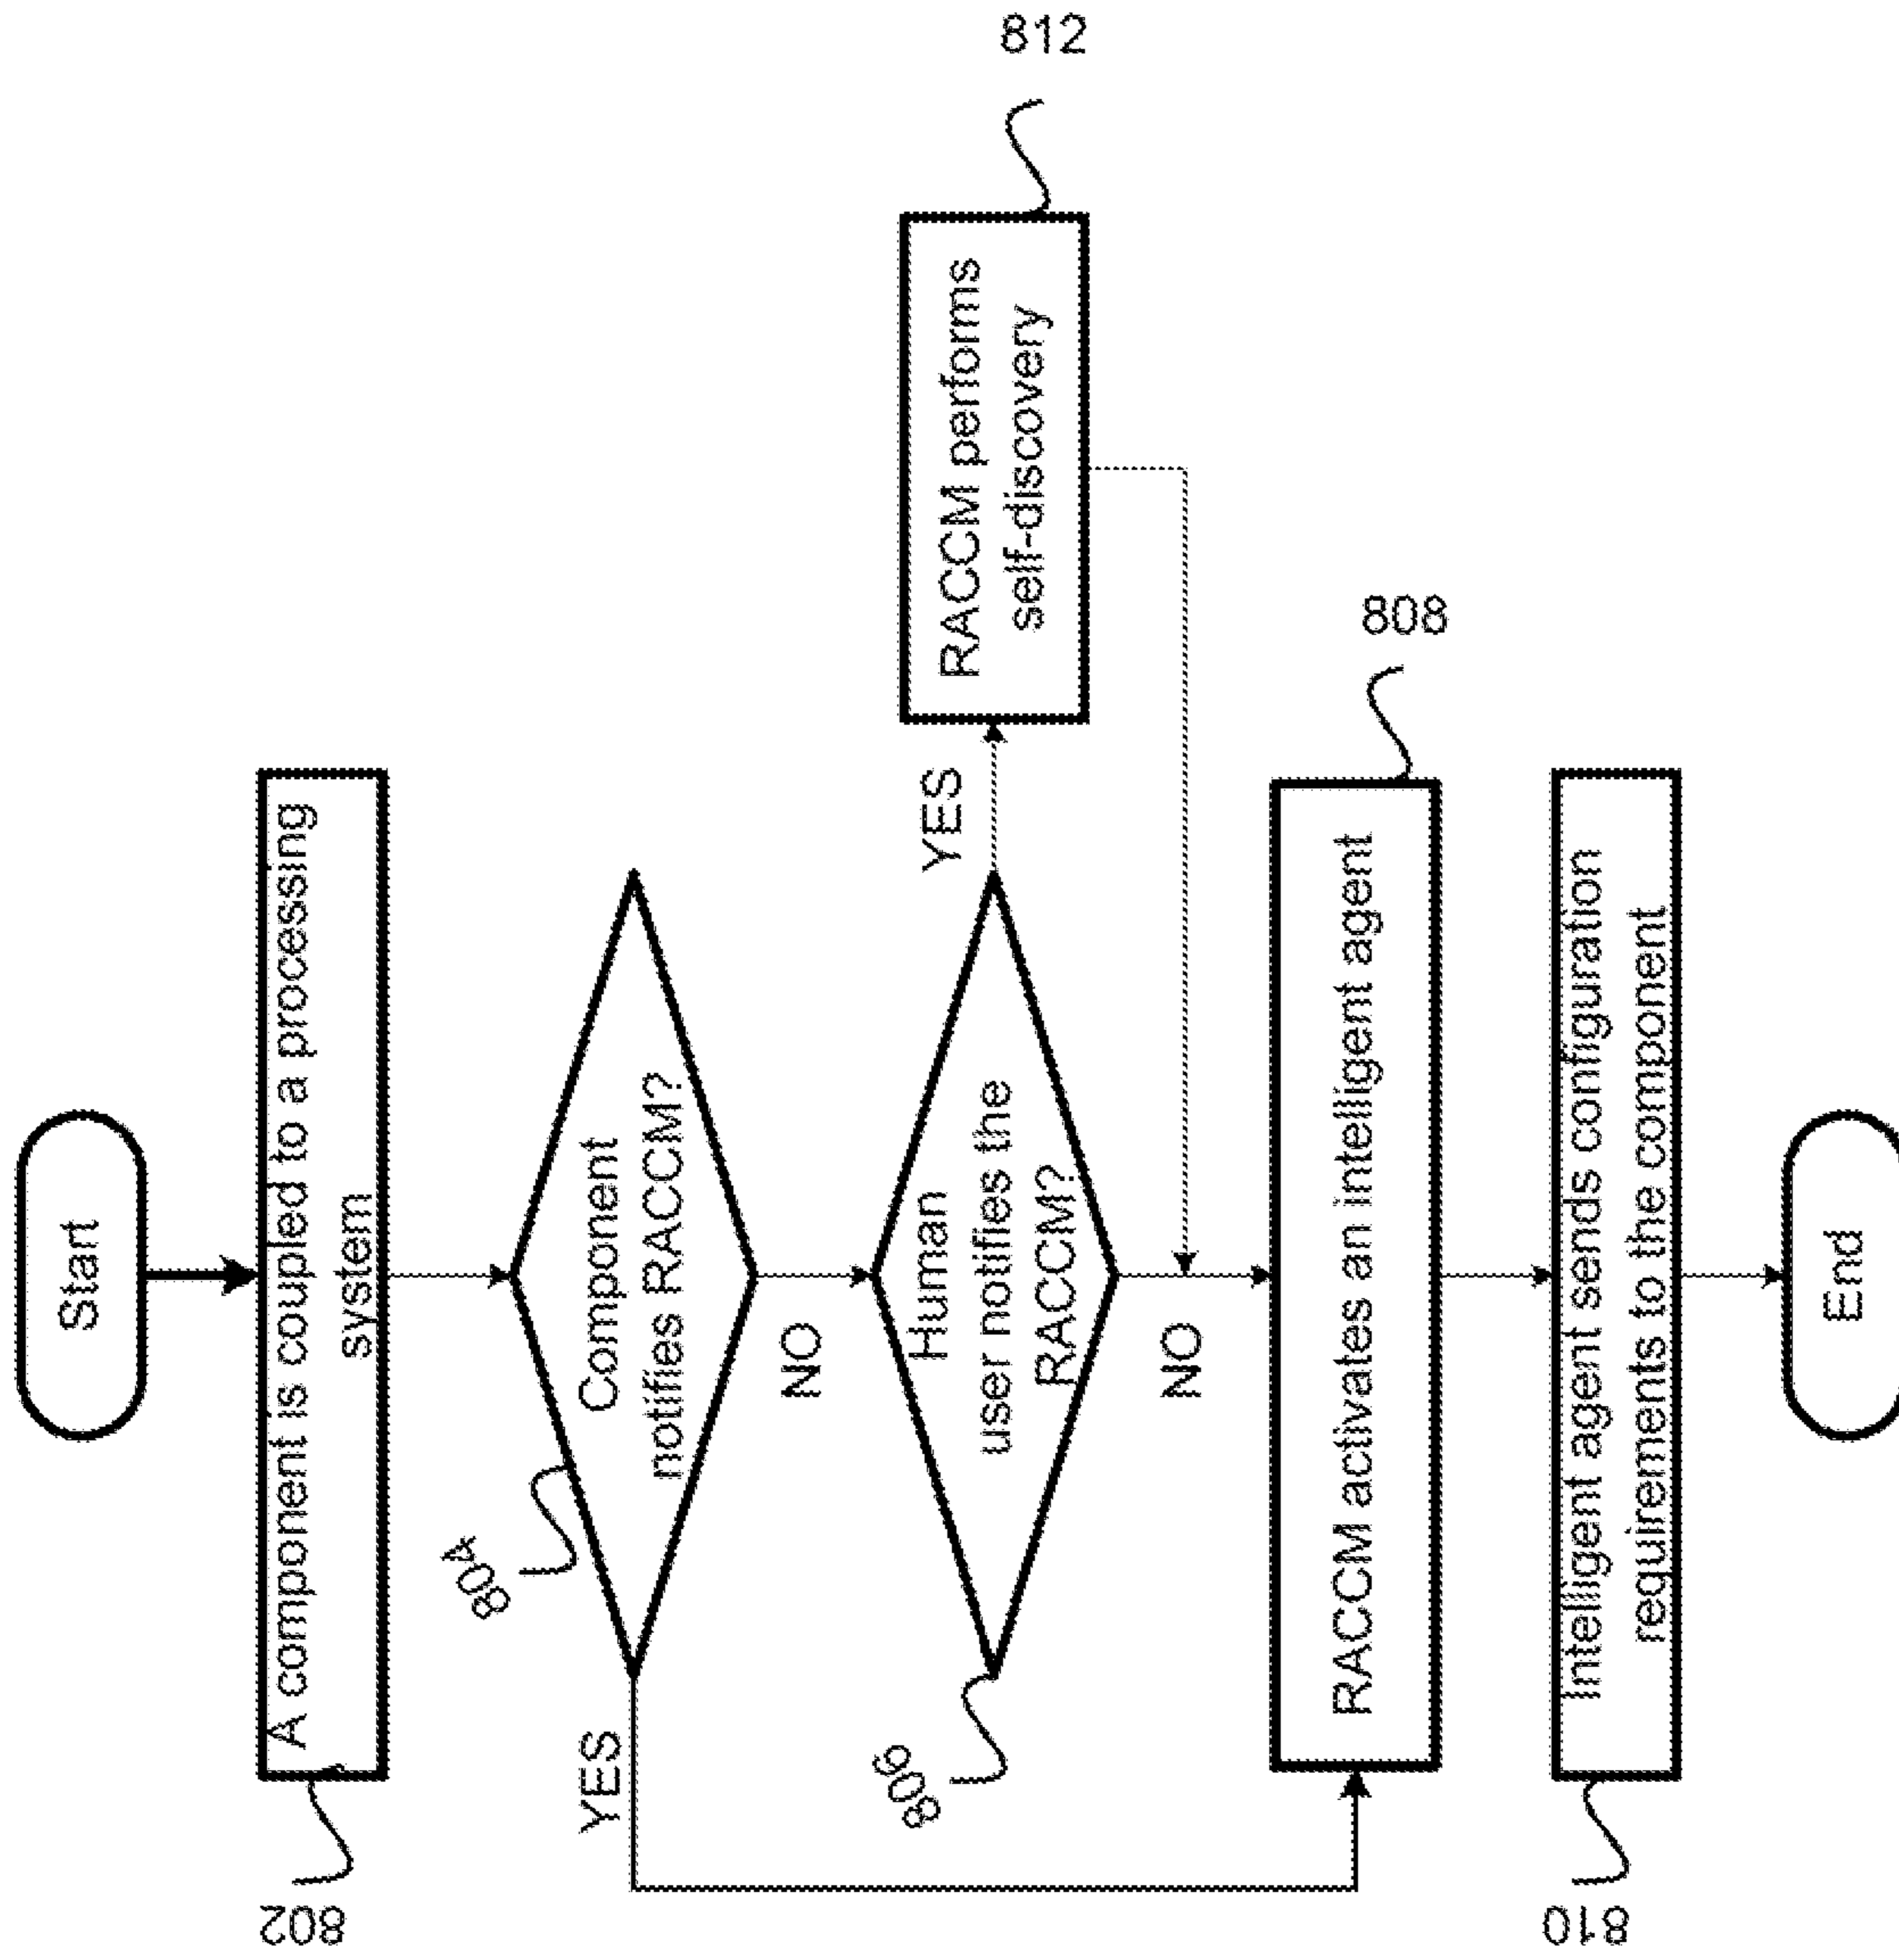 Start
A component is coupled to a processing
system
802
Component
notifies RACCM?
804
YES
NO
Human
user notifies the
RACCM?
806
YES
NO
RACCM performs
self-discovery
812
RACCM activates an intelligent agent
808
Intelligent agent sends configuration
requirements to the component
810
End